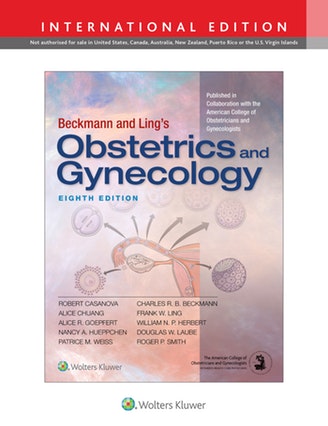 INTERNATIONAL EDITION
Not authorised for sale in United States, Canada, Australia, New Zealand, Puerto Rico or the U.S. Virgin Islands
Published in
Collaboration with the
American College of
Obstetricians and
Gynecologists
Beckmann and Ling's
Obstetrics and
Gynecology
EIGHTH EDITION
ROBERT CASANOVA
ALICE CHUANG
ALICE R. GOEPFERT
NANCY A. HUEPPCHEN
PATRICE M. WEISS
CHARLES R. B. BECKMANN
FRANK W. LING
WILLIAM N. P. HERBERT
DOUGLAS W. LAUBE
ROGER P. SMITH
Wolters Kluwer
The American College of
Obstetricians and Gynecologists
Wolters Kluwer